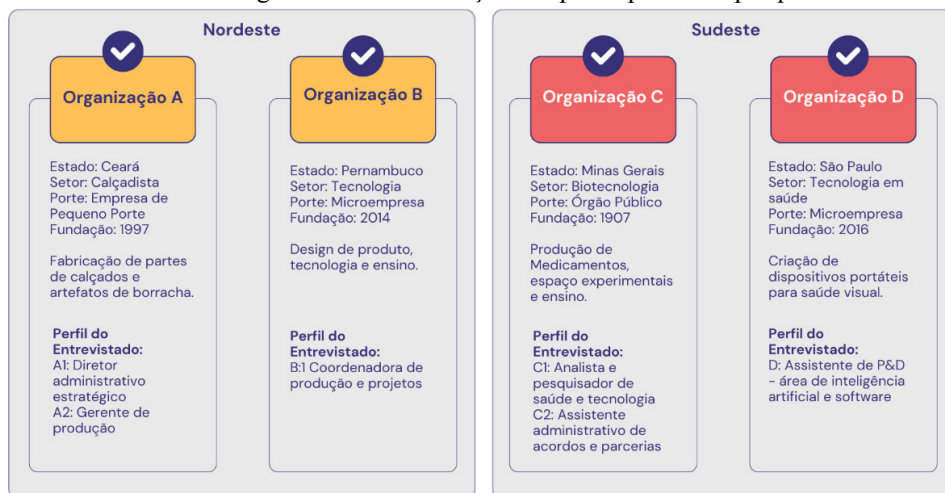 Nordeste
Organização A
Estado: Ceará
Setor: Calçadista
Porte: Empresa de
Pequeno Porte
Fundação: 1997
Fabricação de partes
de calçados e
artefatos de borracha.
Perfil do
Entrevistado:
A1: Diretor
administrativo
estratégico
A2: Gerente de
produção
Organização B
Estado: Pernambuco
Setor: Tecnologia
Porte: Microempresa
Fundação: 2014
Design de produto,
tecnologia e ensino.
Perfil do
Entrevistado:
B:1 Coordenadora de
produção e projetos
Sudeste
Organização C
Estado: Minas Gerais
Setor: Biotecnologia
Porte: Órgão Público
Fundação: 1907
Produção de
Medicamentos,
espaço experimentais
e ensino.
Perfil do
Entrevistado:
C1: Analista e
pesquisador de
saúde e tecnologia
C2: Assistente
administrativo de
acordos e parcerias
Organização D
Estado: São Paulo
Setor: Tecnologia em
saúde
Porte: Microempresa
Fundação: 2016
Criação de
dispositivos portáteis
para saúde visual.
Perfil do
Entrevistado:
D: Assistente de P&D
- área de inteligência
artificial e software